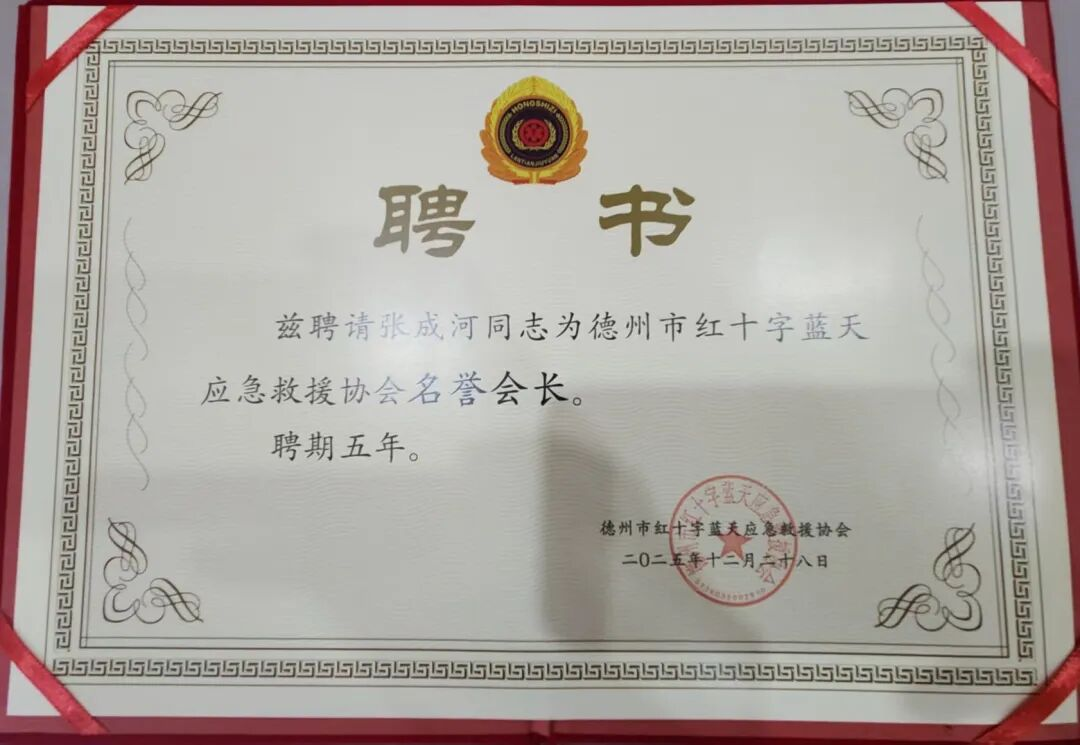 HONGSHIZI
LANTIANJIUYUAN
聘书
兹聘请张成河同志为德州市红十字蓝天
应急救援协会名誉会长。
聘期五年。
德州市红十字蓝天应急救援协会
二〇二五年十二月二十八日